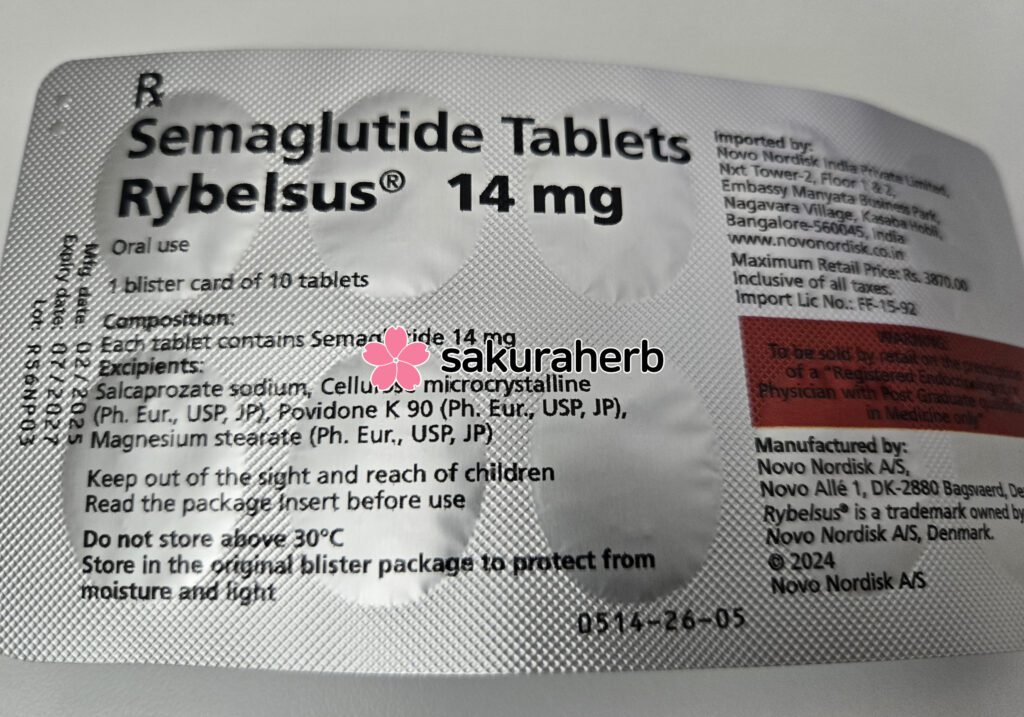 ℞
Semaglutide Tablets
Rybelsus® 14 mg
Oral use
1 blister card of 10 tablets
Composition:
Each tablet contains Semaglutide 14 mg
Excipients:
Salcaprozate sodium, Cellulose microcrystalline
(Ph. Eur., USP, JP), Povidone K 90 (Ph. Eur., USP, JP),
Magnesium stearate (Ph. Eur., USP, JP)
Keep out of the sight and reach of children
Read the package insert before use
Do not store above 30°C
Store in the original blister package to protect from
moisture and light
0514-26-05
Mfg date: 02/2025
Expiry date: 07/2027
Lot: RS6NP03
sakuraherb
Imported by:
Novo Nordisk India Private Limited,
Nxt Tower-2, Floor 1 & 2,
Embassy Manyata Business Park,
Nagavara Village, Kasaba Hobli,
Bangalore-560045, India
www.novonordisk.co.in
Maximum Retail Price: Rs. 3870.00
Inclusive of all taxes.
Import Lic No.: FF-15-92
WARNING:
To be sold by retail on the prescription
of a "Registered
Physician with Post Graduate
in Medicine only"
Manufactured by:
Novo Nordisk A/S,
Novo Allé 1, DK-2880 Bagsvaerd, De
Rybelsus® is a trademark owned by
Novo Nordisk A/S, Denmark.
© 2024
Novo Nordisk A/S